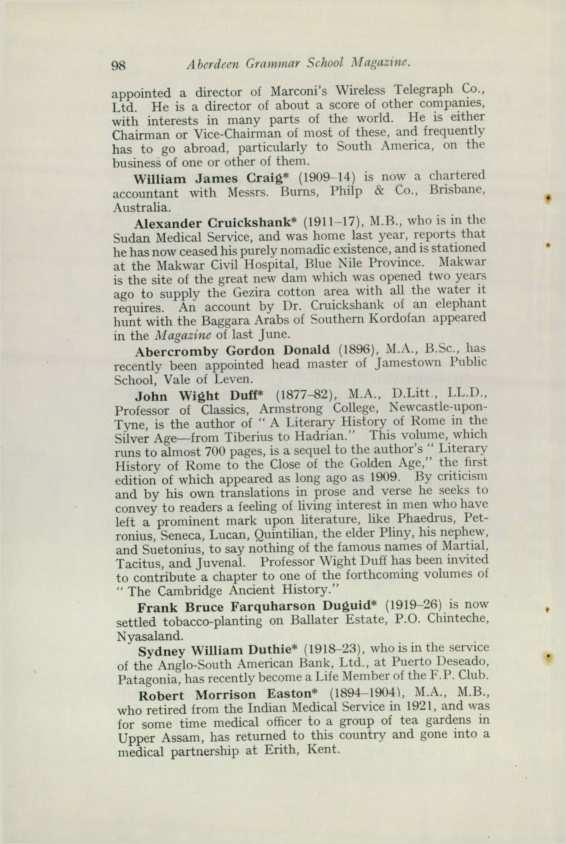 98 Aberdeen Grammar School Magazine.
appointed a director of Marconi's Wireless Telegraph Co.,
Ltd. He is a director of about a score of other companies,
with interests in many parts of the world. He is either
Chairman or Vice-Chairman of most of these, and frequently
has to go abroad, particularly to South America, on the
business of one or other of them.
William James Craig* (1909–14) is now a chartered
accountant with Messrs. Burns, Philp & Co., Brisbane,
Australia.
Alexander Cruickshank* (1911–17), M.B., who is in the
Sudan Medical Service, and was home last year, reports that
he has now ceased his purely nomadic existence, and is stationed
at the Makwar Civil Hospital, Blue Nile Province. Makwar
is the site of the great new dam which was opened two years
ago to supply the Gezira cotton area with all the water it
requires. An account by Dr. Cruickshank of an elephant
hunt with the Baggara Arabs of Southern Kordofan appeared
in the Magazine of last June.
Abercromby Gordon Donald (1896), M.A., B.Sc., has
recently been appointed head master of Jamestown Public
School, Vale of Leven.
John Wight Duff* (1877–82), M.A., D.Litt., LL.D.,
Professor of Classics, Armstrong College, Newcastle-upon-
Tyne, is the author of " A Literary History of Rome in the
Silver Age—from Tiberius to Hadrian." This volume, which
runs to almost 700 pages, is a sequel to the author's " Literary
History of Rome to the Close of the Golden Age," the first
edition of which appeared as long ago as 1909. By criticism
and by his own translations in prose and verse he seeks to
convey to readers a feeling of living interest in men who have
left a prominent mark upon literature, like Phaedrus, Pet-
ronius, Seneca, Lucan, Quintilian, the elder Pliny, his nephew,
and Suetonius, to say nothing of the famous names of Martial,
Tacitus, and Juvenal. Professor Wight Duff has been invited
to contribute a chapter to one of the forthcoming volumes of
" The Cambridge Ancient History."
Frank Bruce Farquharson Duguid* (1919–26) is now
settled tobacco-planting on Ballater Estate, P.O. Chinteche,
Nyasaland.
Sydney William Duthie* (1918–23), who is in the service
of the Anglo-South American Bank, Ltd., at Puerto Deseado,
Patagonia, has recently become a Life Member of the F.P. Club.
Robert Morrison Easton* (1894–1904), M.A., M.B.,
who retired from the Indian Medical Service in 1921, and was
for some time medical officer to a group of tea gardens in
Upper Assam, has returned to this country and gone into a
medical partnership at Erith, Kent.